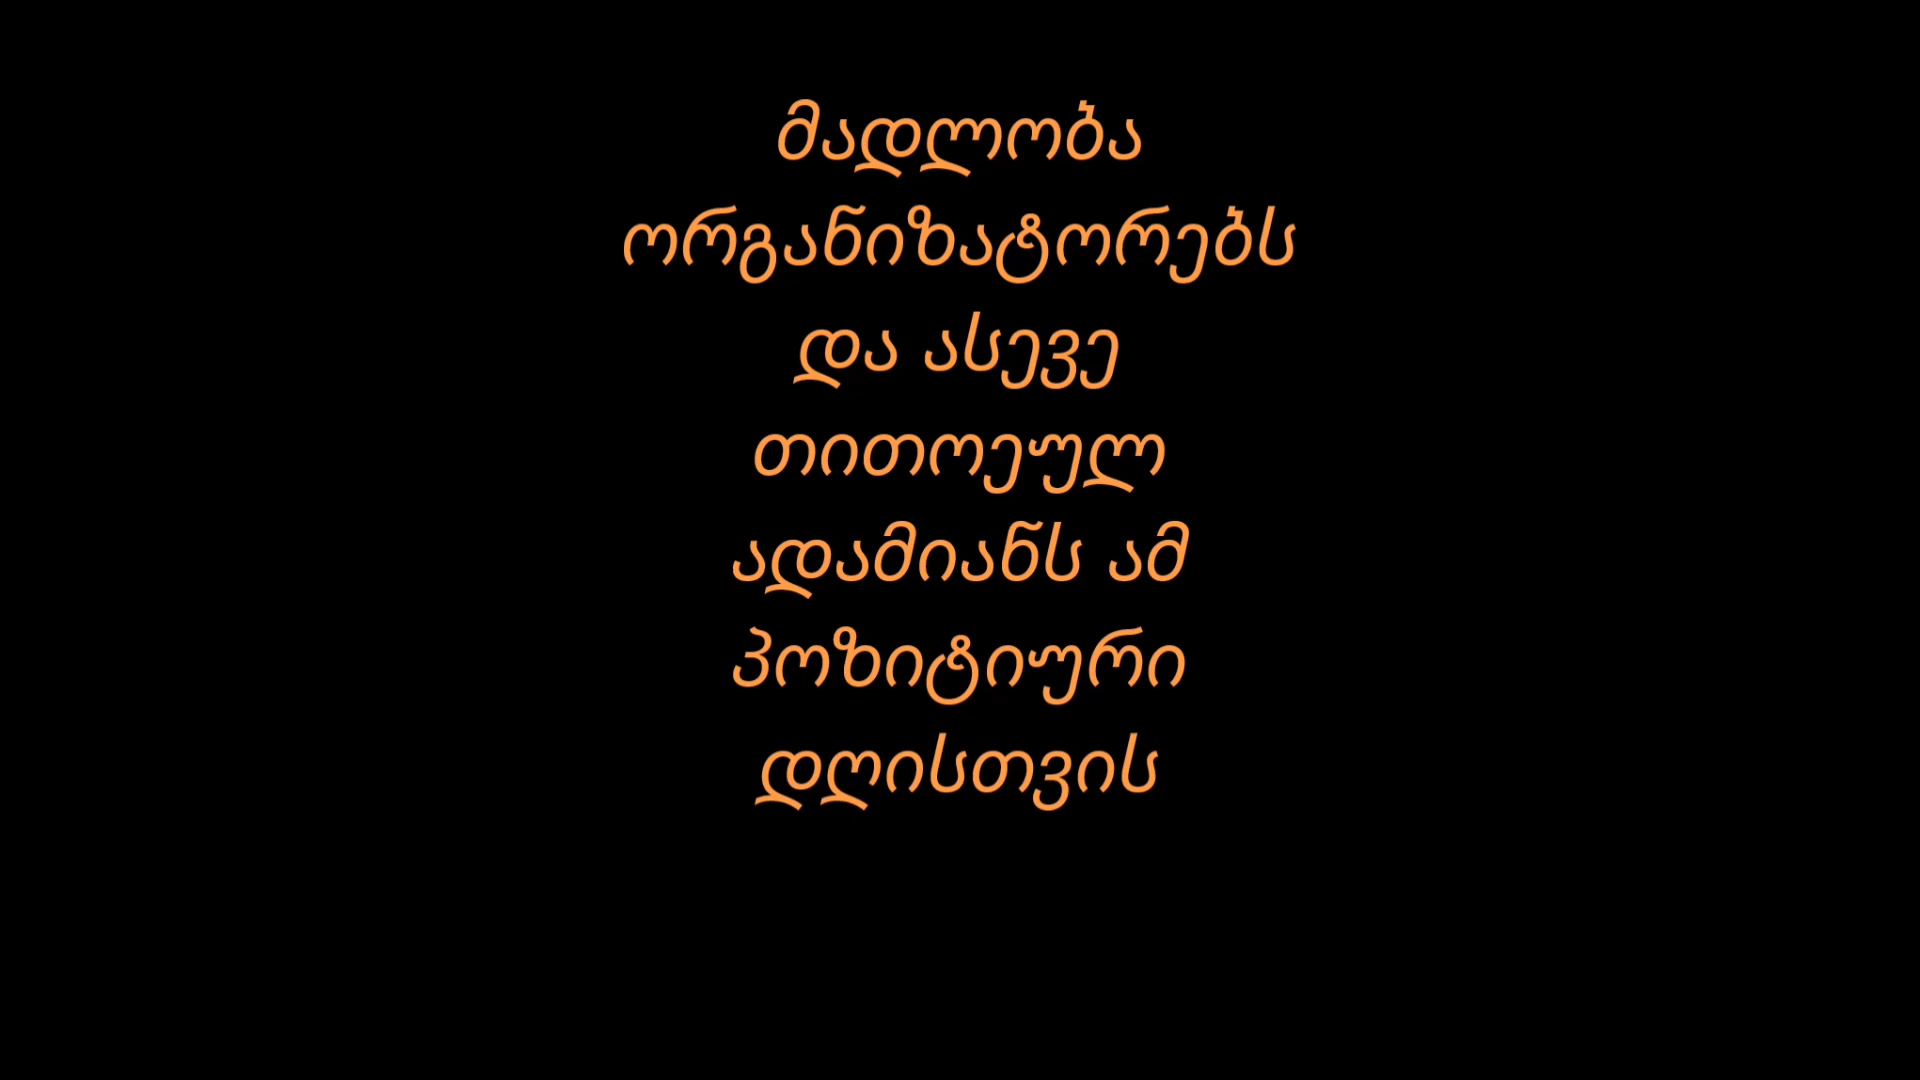 მადლობა
ორგანიზატორებს
და ასევე
თითოეულ
ადამიანს ამ
პოზიტიური
დღისთვის